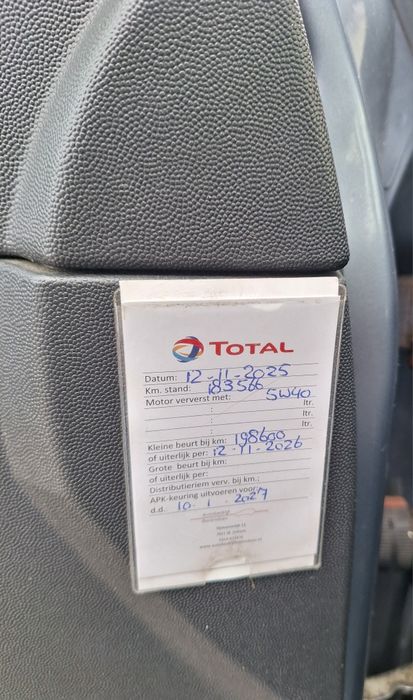 TOTAL
Datum: 12-11-2025
Km. stand: 183566
Motor ververst met: 5W40
: ltr.
: ltr.
: ltr.
Kleine beurt bij km: 198600
of uiterlijk per: 12-11-2026
Grote beurt bij km:
of uiterlijk per:
Distributieriem verv. bij km.:
APK-keuring uitvoeren voor:
d.d. 10-1-2027